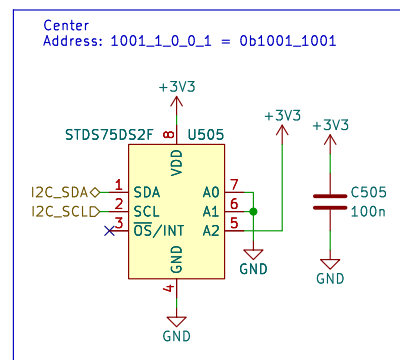 Center
Address: 1001_1_0_0_1 = 0b1001_1001
+3V3
+3V3
+3V3
STDS75DS2F
U505
8
VDD
I2C_SDA
1
SDA
A0
7
I2C_SCL
2
SCL
A1
6
3
OS/INT
A2
5
C505
100n
GND
4
GND
GND
GND